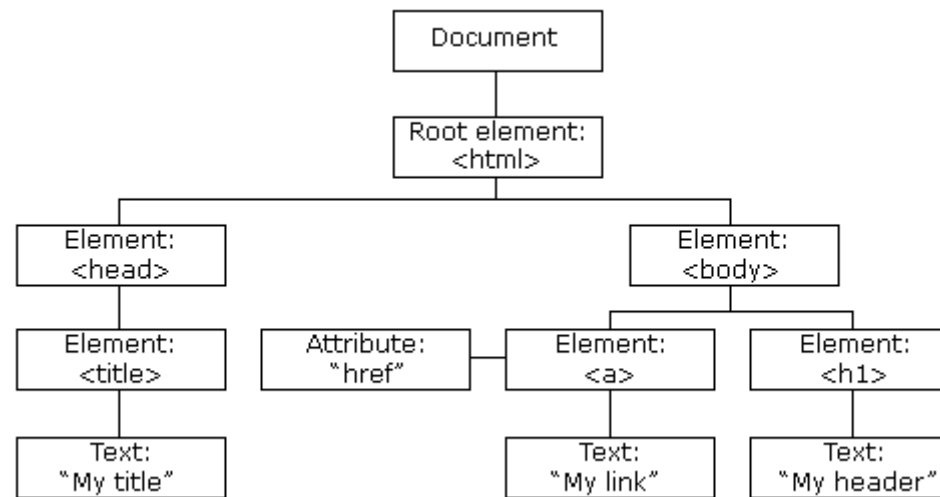 Document
Root element:
<html>
Element:
<head>
Element:
<body>
Element:
<title>
Attribute:
“href”
Element:
<a>
Element:
<h1>
Text:
“My title”
Text:
“My link”
Text:
“My header”